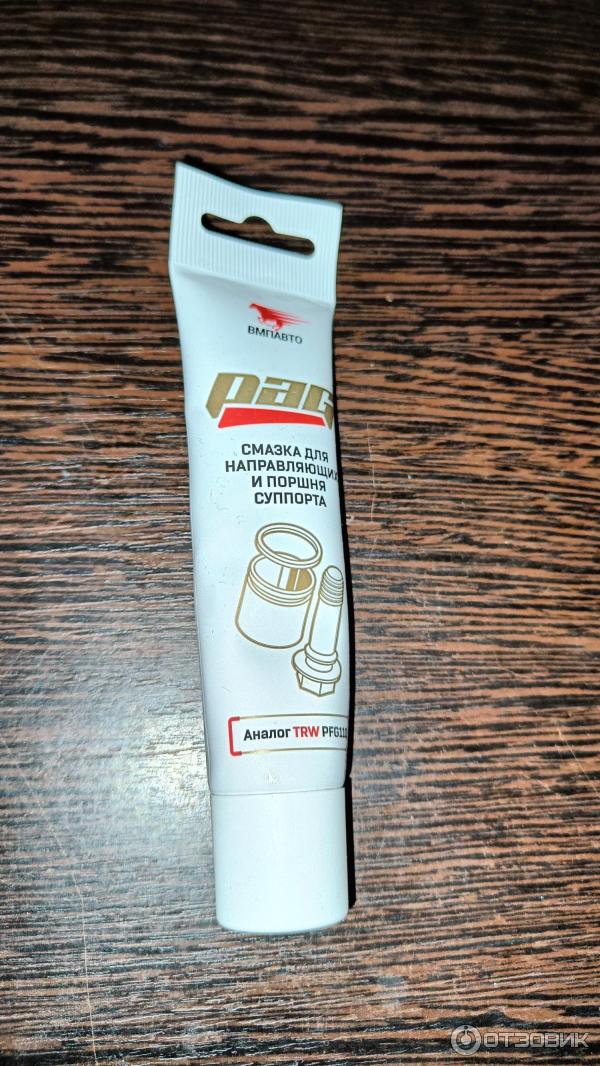 ВМПАВТО
PAG
СМАЗКА ДЛЯ
НАПРАВЛЯЮЩИХ
И ПОРШНЯ
СУППОРТА
Аналог TRW PFG110
ОТЗОВИК